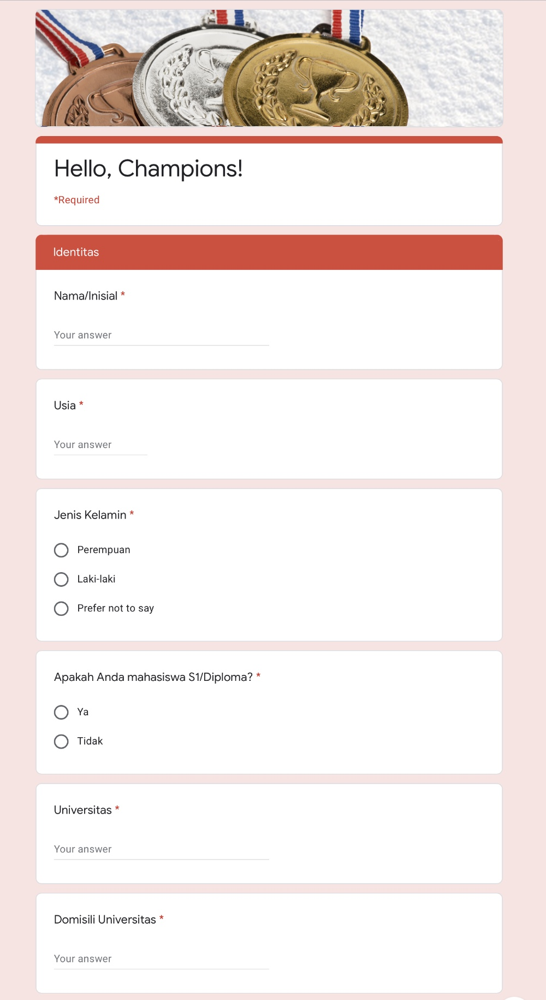 Hello, Champions!
*Required
Identitas
Nama/Inisial *
Your answer
Usia *
Your answer
Jenis Kelamin *
Perempuan
Laki-laki
Prefer not to say
Apakah Anda mahasiswa S1/Diploma? *
Ya
Tidak
Universitas *
Your answer
Domisili Universitas *
Your answer